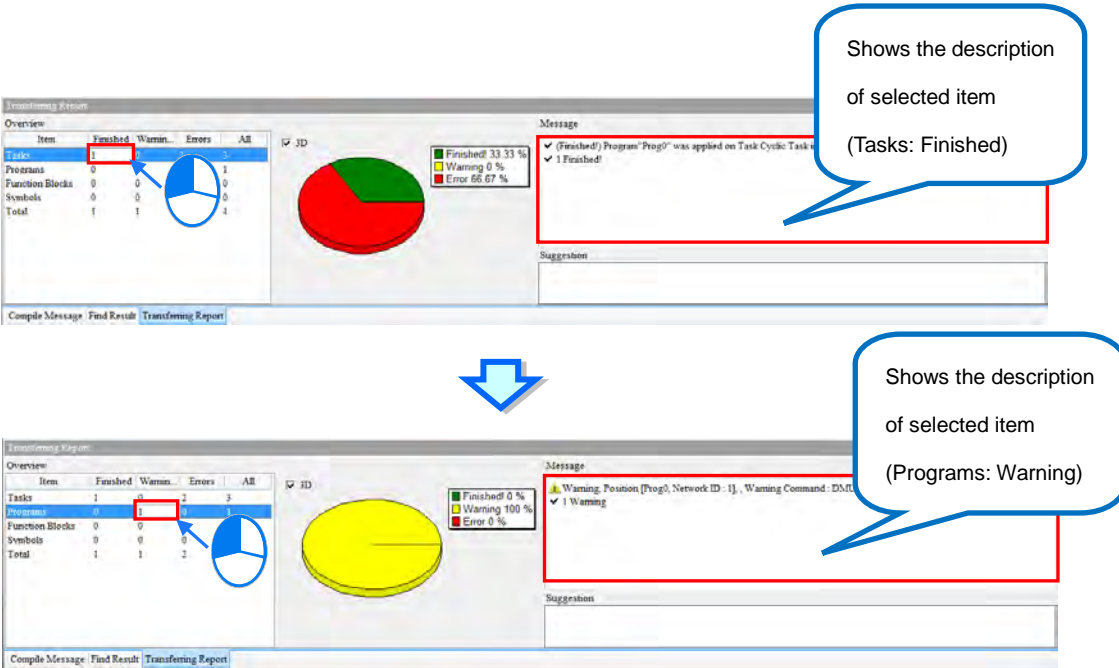 Shows the description
of selected item
(Tasks: Finished)
Transferring Report
Overview
Item Finished Warnin... Errors All
Tasks 1 3
Programs 0 1
Function Blocks 0 0 0
Symbols 0 0 0
Total 1 1 4
3D
Finished! 33.33 %
Warning 0 %
Error 66.67 %
Message
(Finished!) Program"Prog0" was applied on Task Cyclic Task
1 Finished!
Suggestion
Compile Message Find Result Transferring Report
Shows the description
of selected item
(Programs: Warning)
Transferring Report
Overview
Item Finished Warnin... Errors All
Tasks 1 0 2 3
Programs 0 1 0 1
Function Blocks 0 0
Symbols 0 0 0
Total 1 1 2
3D
Finished! 0 %
Warning 100 %
Error 0 %
Message
Warning, Position [Prog0, Network ID : 1], , Warning Command :
1 Warning
Suggestion
Compile Message Find Result Transferring Report